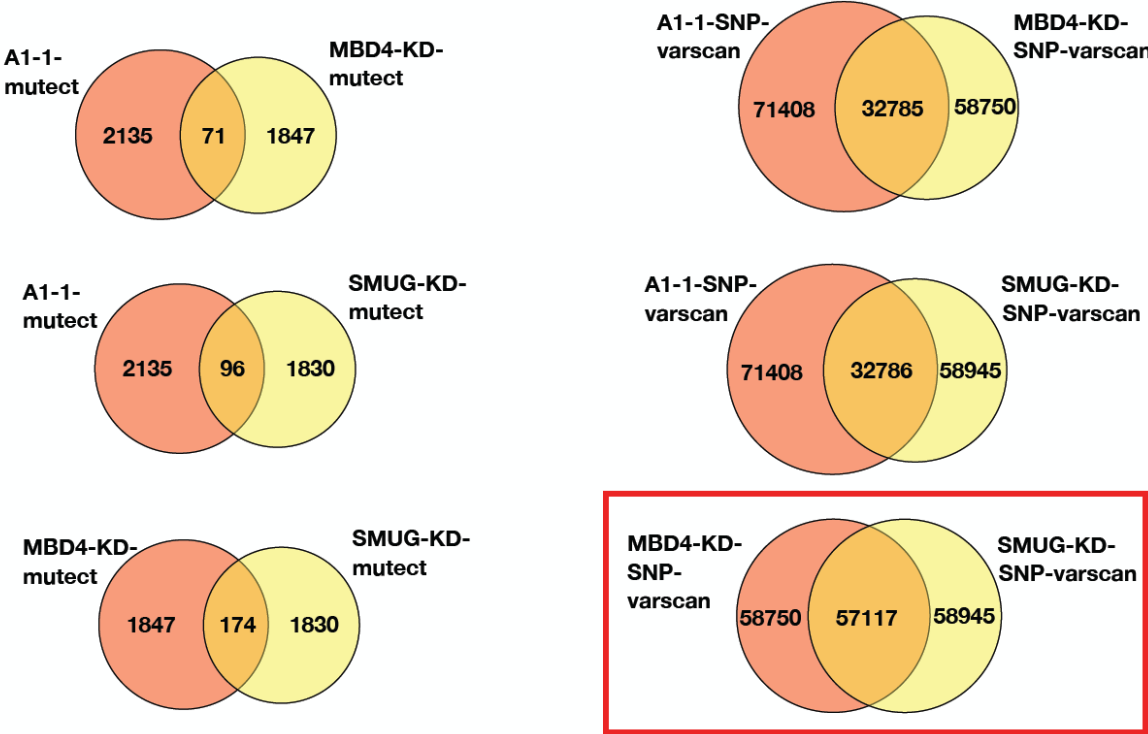 A1-1-
mutect
MBD4-KD-
mutect
2135
71
1847
A1-1-SNP-
varscan
MBD4-KD-
SNP-varscan
71408
32785
58750
A1-1-
mutect
SMUG-KD-
mutect
2135
96
1830
A1-1-SNP-
varscan
SMUG-KD-
SNP-varscan
71408
32786
58945
MBD4-KD-
mutect
SMUG-KD-
mutect
1847
174
1830
MBD4-KD-
SNP-
varscan
SMUG-KD-
SNP-varscan
58750
57117
58945